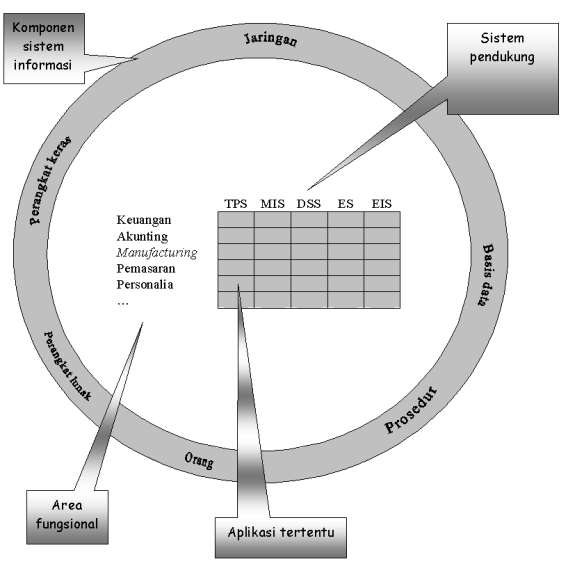 Komponen
sistem
informasi
Jaringan
Sistem
pendukung
Perangkat keras
TPS MIS DSS ES EIS
Keuangan
Akunting
Manufacturing
Pemasaran
Personalia
...
Basis data
Perangkat lunak
Prosedur
Orang
Area
fungsional
Aplikasi tertentu